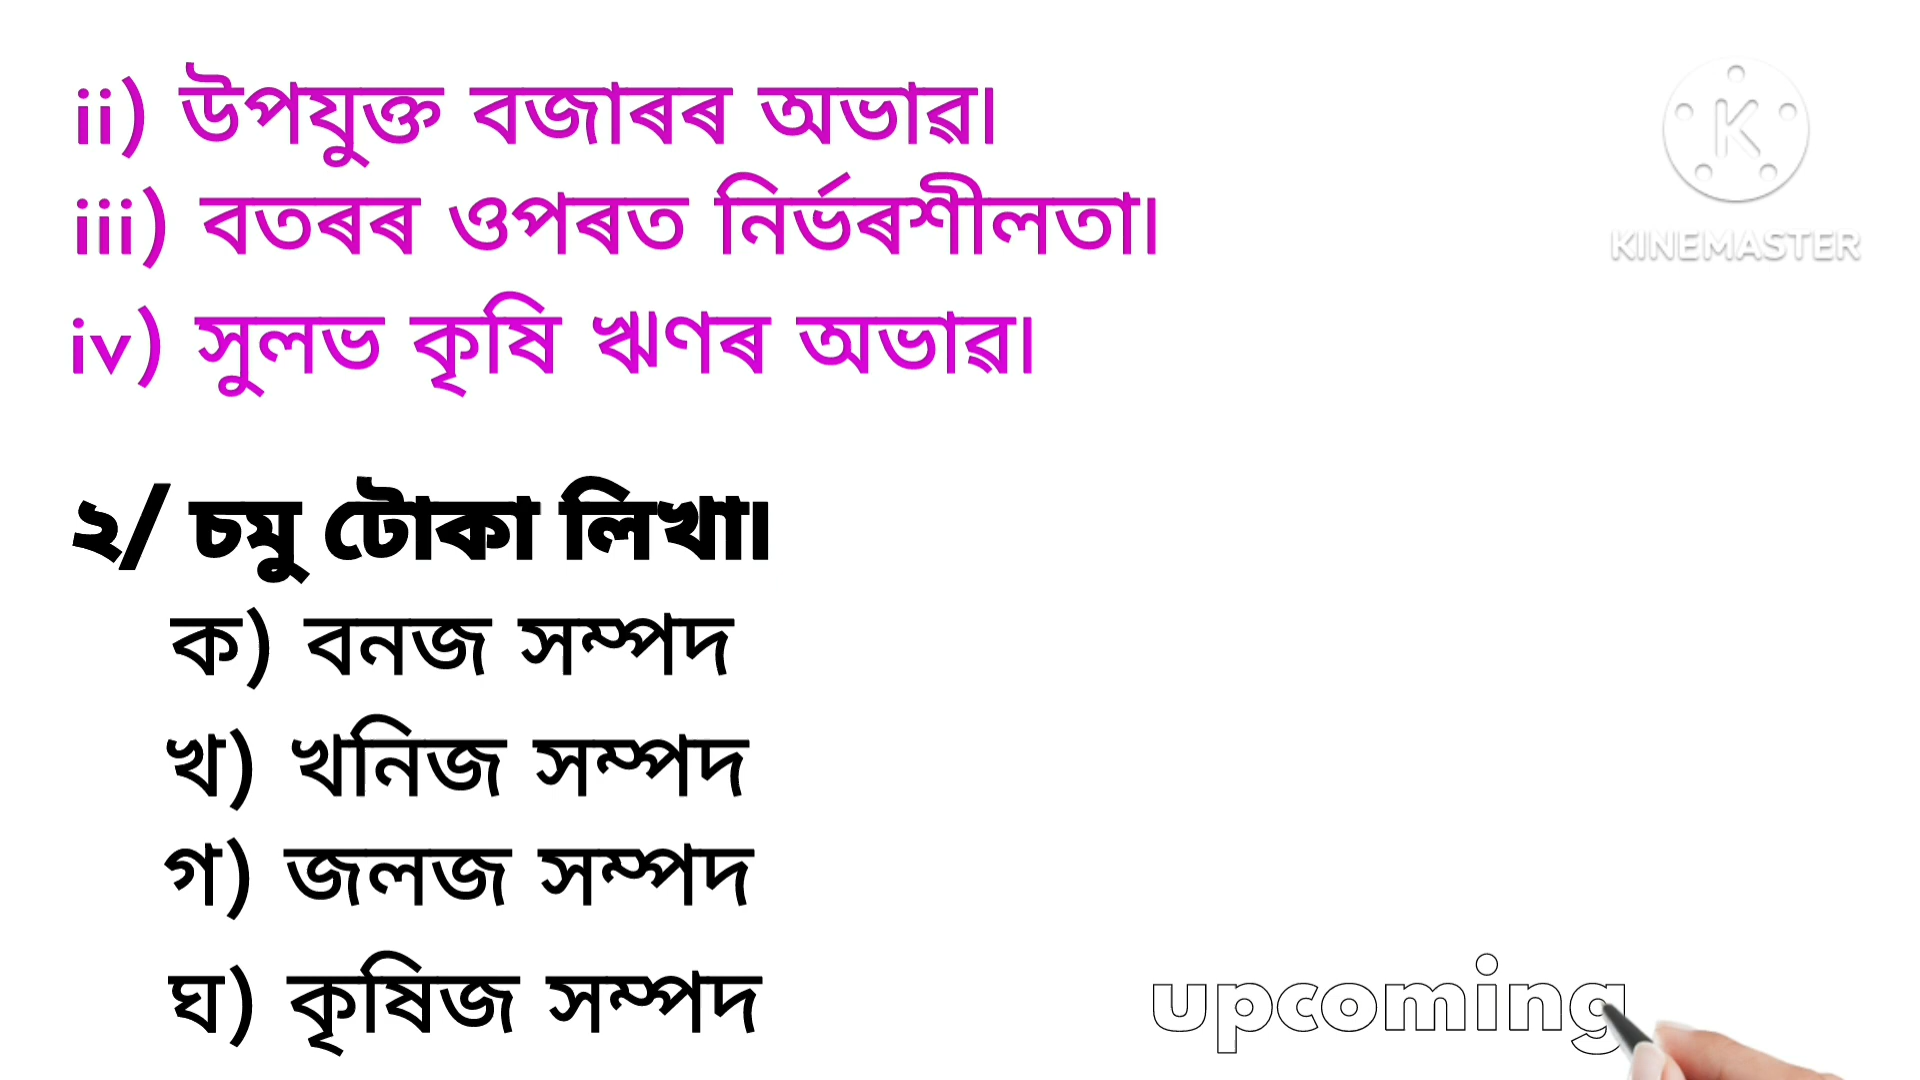 ii) উপযুক্ত বজাৰৰ অভাৱ।
K
KINEMASTER
iii) বতৰৰ ওপৰত নিৰ্ভৰশীলতা।
iv) সুলভ কৃষি ঋণৰ অভাৱ।
২/ চমু টোকা লিখা।
ক) বনজ সম্পদ
খ) খনিজ সম্পদ
গ) জলজ সম্পদ
ঘ) কৃষিজ সম্পদ
upcoming